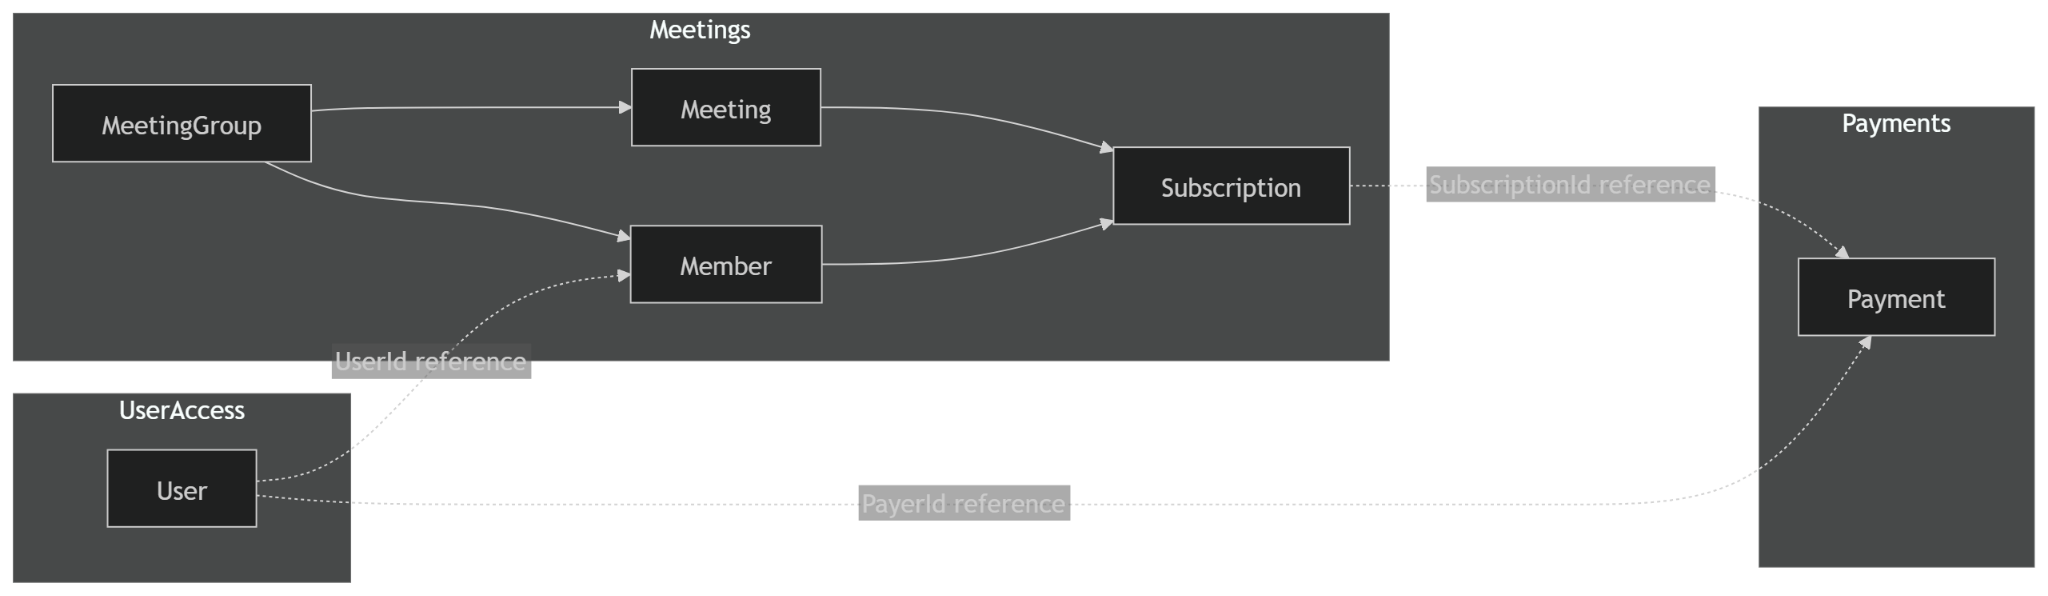 Meetings
MeetingGroup
Meeting
Member
Subscription
SubscriptionId reference
Payments
Payment
UserId reference
UserAccess
User
PayerId reference